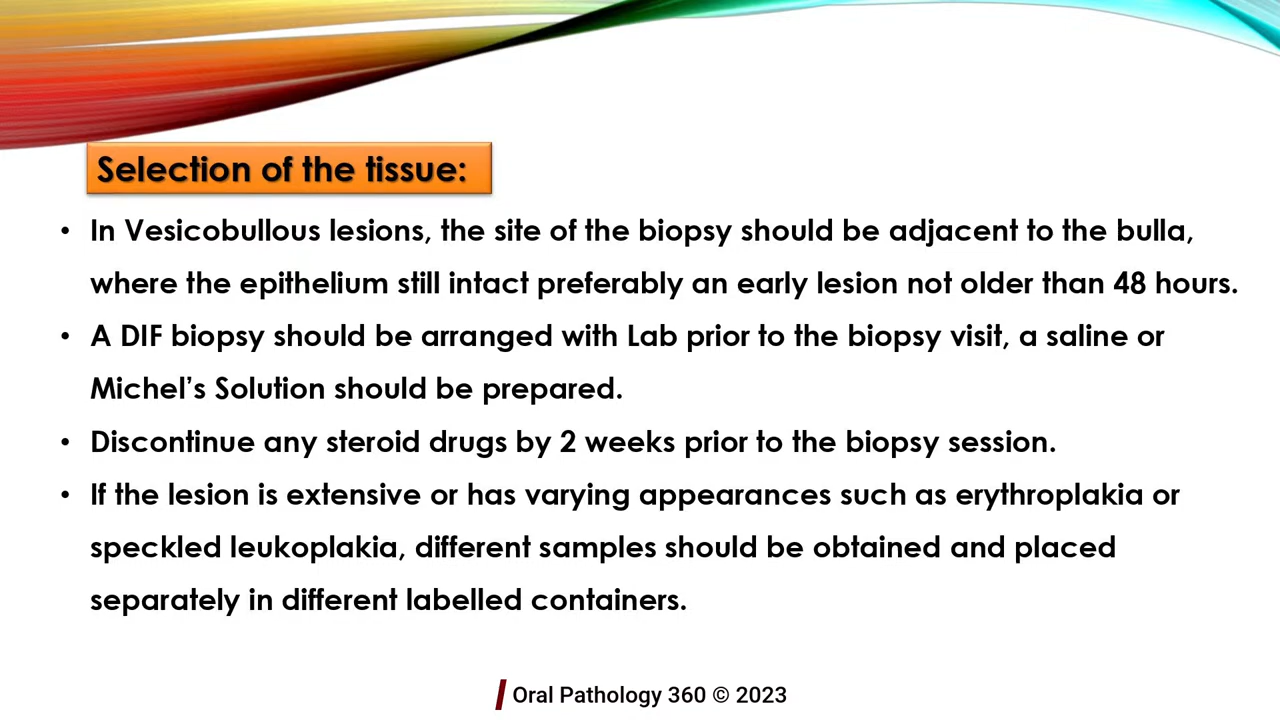 Selection of the tissue:
• In Vesicobullous lesions, the site of the biopsy should be adjacent to the bulla,
where the epithelium still intact preferably an early lesion not older than 48 hours.
• A DIF biopsy should be arranged with Lab prior to the biopsy visit, a saline or
Michel’s Solution should be prepared.
• Discontinue any steroid drugs by 2 weeks prior to the biopsy session.
• If the lesion is extensive or has varying appearances such as erythroplakia or
speckled leukoplakia, different samples should be obtained and placed
separately in different labelled containers.
Oral Pathology 360 © 2023